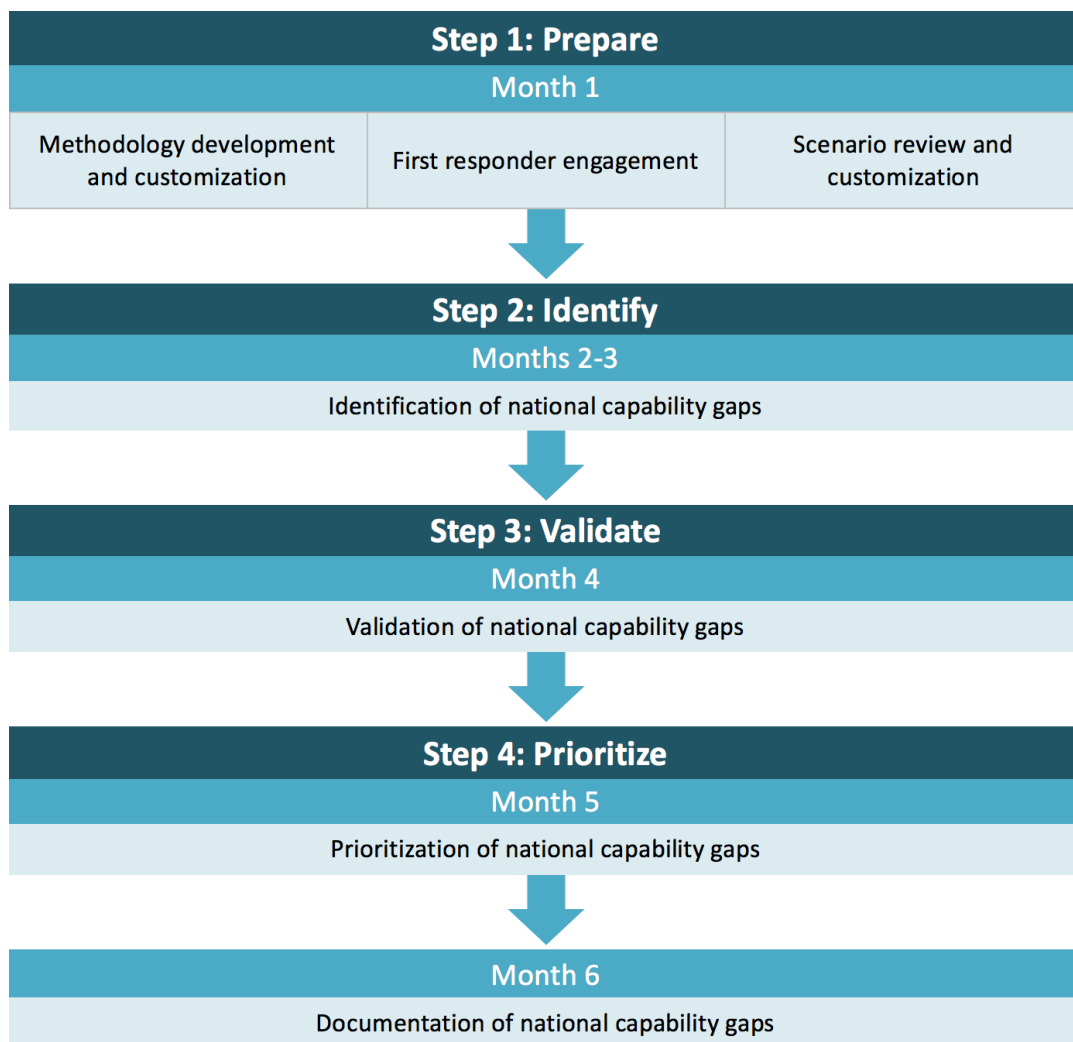 Step 1: Prepare
Month 1
Methodology development
and customization
First responder engagement
Scenario review and
customization
Step 2: Identify
Months 2-3
Identification of national capability gaps
Step 3: Validate
Month 4
Validation of national capability gaps
Step 4: Prioritize
Month 5
Prioritization of national capability gaps
Month 6
Documentation of national capability gaps